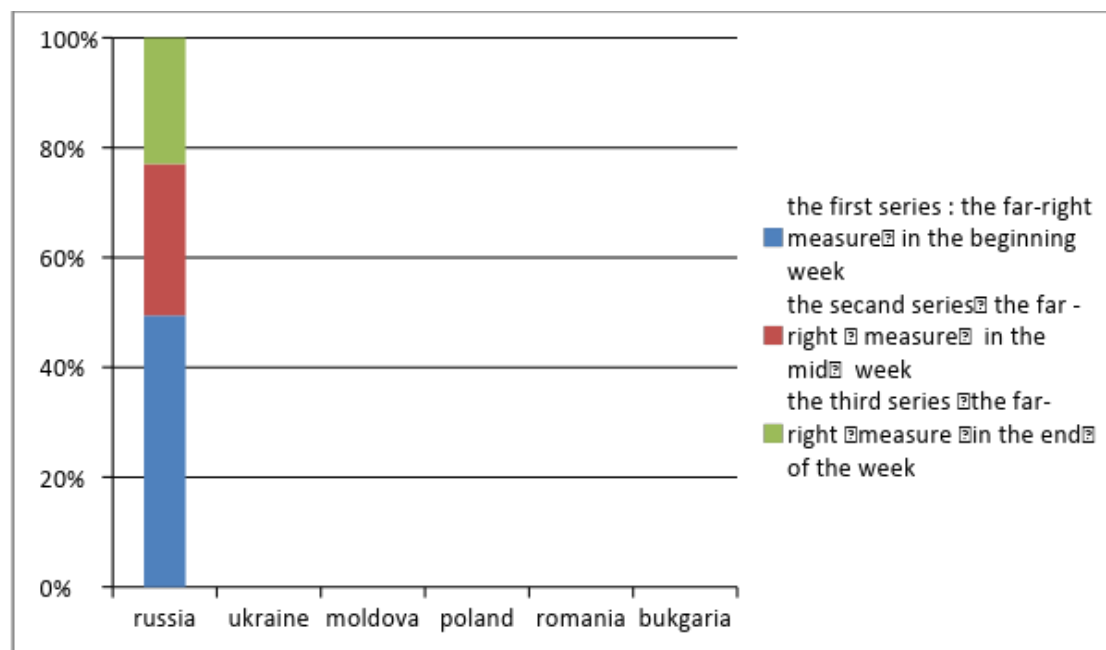 100%
80%
60%
40%
20%
0%
russia ukraine moldova poland romania bukgaria
the first series : the far-right
measure⍰ in the beginning
week
the second series⍰ the far -
right ⍰ measure⍰ in the
mid⍰ week
the third series ⍰the far-
right ⍰measure ⍰in the end⍰
of the week